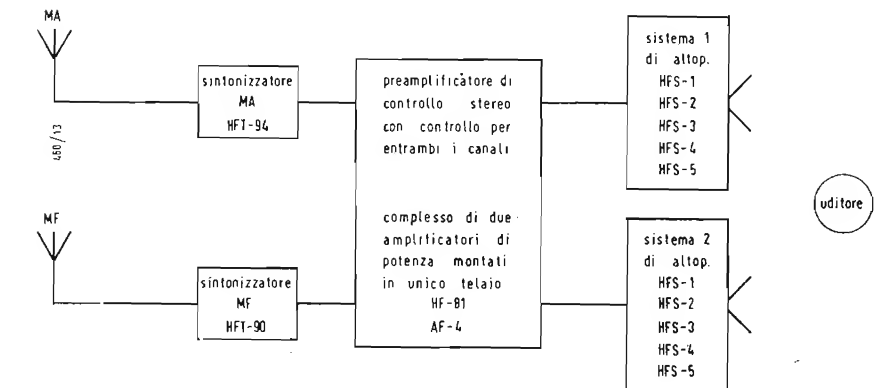 MA
sintonizzatore
MA
HFT-94
460/13
MF
sintonizzatore
MF
HFT-90
preamplificatore di
controllo stereo
con controllo per
entrambi i canali
complesso di due
amplificatori di
potenza montati
in unico telaio
HF-81
AF-4
sistema 1
di altop.
HFS-1
HFS-2
HFS-3
HFS-4
HFS-5
sistema 2
di altop.
HFS-1
HFS-2
HFS-3
HFS-4
HFS-5
uditore